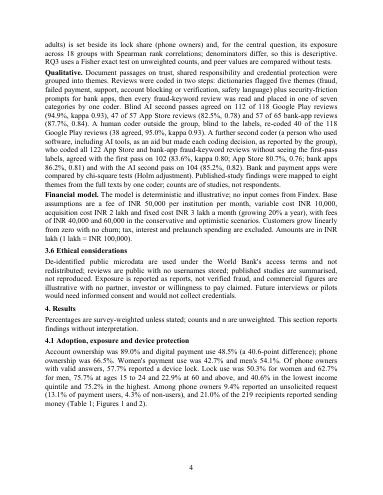 adults) is set beside its lock share (phone owners) and, for the central question, its exposure
across 18 groups with Spearman rank correlations; denominators differ, so this is descriptive.
RQ3 uses a Fisher exact test on unweighted counts, and peer values are compared without tests.
Qualitative. Document passages on trust, shared responsibility and credential protection were
grouped into themes. Reviews were coded in two steps: dictionaries flagged five themes (fraud,
failed payment, support, account blocking or verification, safety language) plus security-friction
prompts for bank apps, then every fraud-keyword review was read and placed in one of seven
categories by one coder. Blind AI second passes agreed on 112 of 118 Google Play reviews
(94.9%, kappa 0.93), 47 of 57 App Store reviews (82.5%, 0.78) and 57 of 65 bank-app reviews
(87.7%, 0.84). A human coder outside the group, blind to the labels, re-coded 40 of the 118
Google Play reviews (38 agreed, 95.0%, kappa 0.93). A further second coder (a person who used
software, including AI tools, as an aid but made each coding decision, as reported by the group),
who coded all 122 App Store and bank-app fraud-keyword reviews without seeing the first-pass
labels, agreed with the first pass on 102 (83.6%, kappa 0.80; App Store 80.7%, 0.76; bank apps
86.2%, 0.81) and with the AI second pass on 104 (85.2%, 0.82). Bank and payment apps were
compared by chi-square tests (Holm adjustment). Published-study findings were mapped to eight
themes from the full texts by one coder; counts are of studies, not respondents.
Financial model. The model is deterministic and illustrative; no input comes from Findex. Base
assumptions are a fee of INR 50,000 per institution per month, variable cost INR 10,000,
acquisition cost INR 2 lakh and fixed cost INR 3 lakh a month (growing 20% a year), with fees
of INR 40,000 and 60,000 in the conservative and optimistic scenarios. Customers grow linearly
from zero with no churn; tax, interest and prelaunch spending are excluded. Amounts are in INR
lakh (1 lakh = INR 100,000).
3.6 Ethical considerations
De-identified public microdata are used under the World Bank's access terms and not
redistributed; reviews are public with no usernames stored; published studies are summarised,
not reproduced. Exposure is reported as reports, not verified fraud, and commercial figures are
illustrative with no partner, investor or willingness to pay claimed. Future interviews or pilots
would need informed consent and would not collect credentials.
4. Results
Percentages are survey-weighted unless stated; counts and n are unweighted. This section reports
findings without interpretation.
4.1 Adoption, exposure and device protection
Account ownership was 89.0% and digital payment use 48.5% (a 40.6-point difference); phone
ownership was 66.5%. Women's payment use was 42.7% and men's 54.1%. Of phone owners
with valid answers, 57.7% reported a device lock. Lock use was 50.3% for women and 62.7%
for men, 75.7% at ages 15 to 24 and 22.9% at 60 and above, and 40.6% in the lowest income
quintile and 75.2% in the highest. Among phone owners 9.4% reported an unsolicited request
(13.1% of payment users, 4.3% of non-users), and 21.0% of the 219 recipients reported sending
money (Table 1; Figures 1 and 2).
4